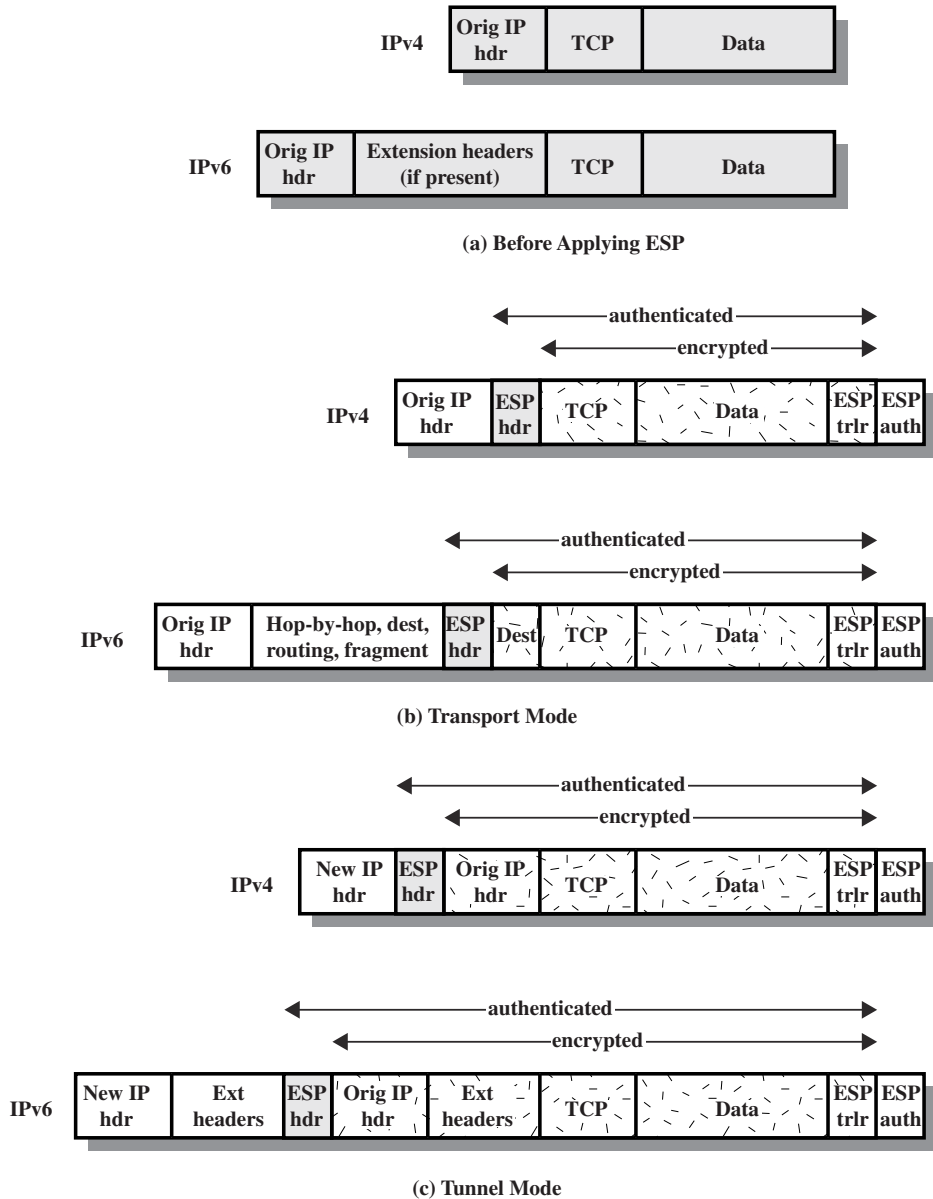 IPv4
Orig IP
hdr
TCP
Data
IPv6
Orig IP
hdr
Extension headers
(if present)
TCP
Data
(a) Before Applying ESP
authenticated
encrypted
IPv4
Orig IP
hdr
ESP
hdr
TCP
Data
ESP
trlr
ESP
auth
authenticated
encrypted
IPv6
Orig IP
hdr
Hop-by-hop, dest,
routing, fragment
ESP
hdr
Dest
TCP
Data
ESP
trlr
ESP
auth
(b) Transport Mode
authenticated
encrypted
IPv4
New IP
hdr
ESP
hdr
Orig IP
hdr
TCP
Data
ESP
trlr
ESP
auth
authenticated
encrypted
IPv6
New IP
hdr
Ext
headers
ESP
hdr
Orig IP
hdr
Ext
headers
TCP
Data
ESP
trlr
ESP
auth
(c) Tunnel Mode